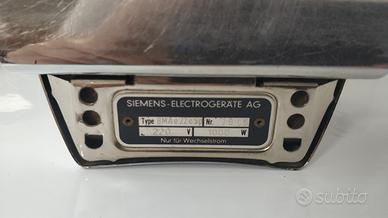 SIEMENS-ELECTROGERÄTE AG
Type Nr.
220 V 1000 W
Nur für Wechselstrom
subito